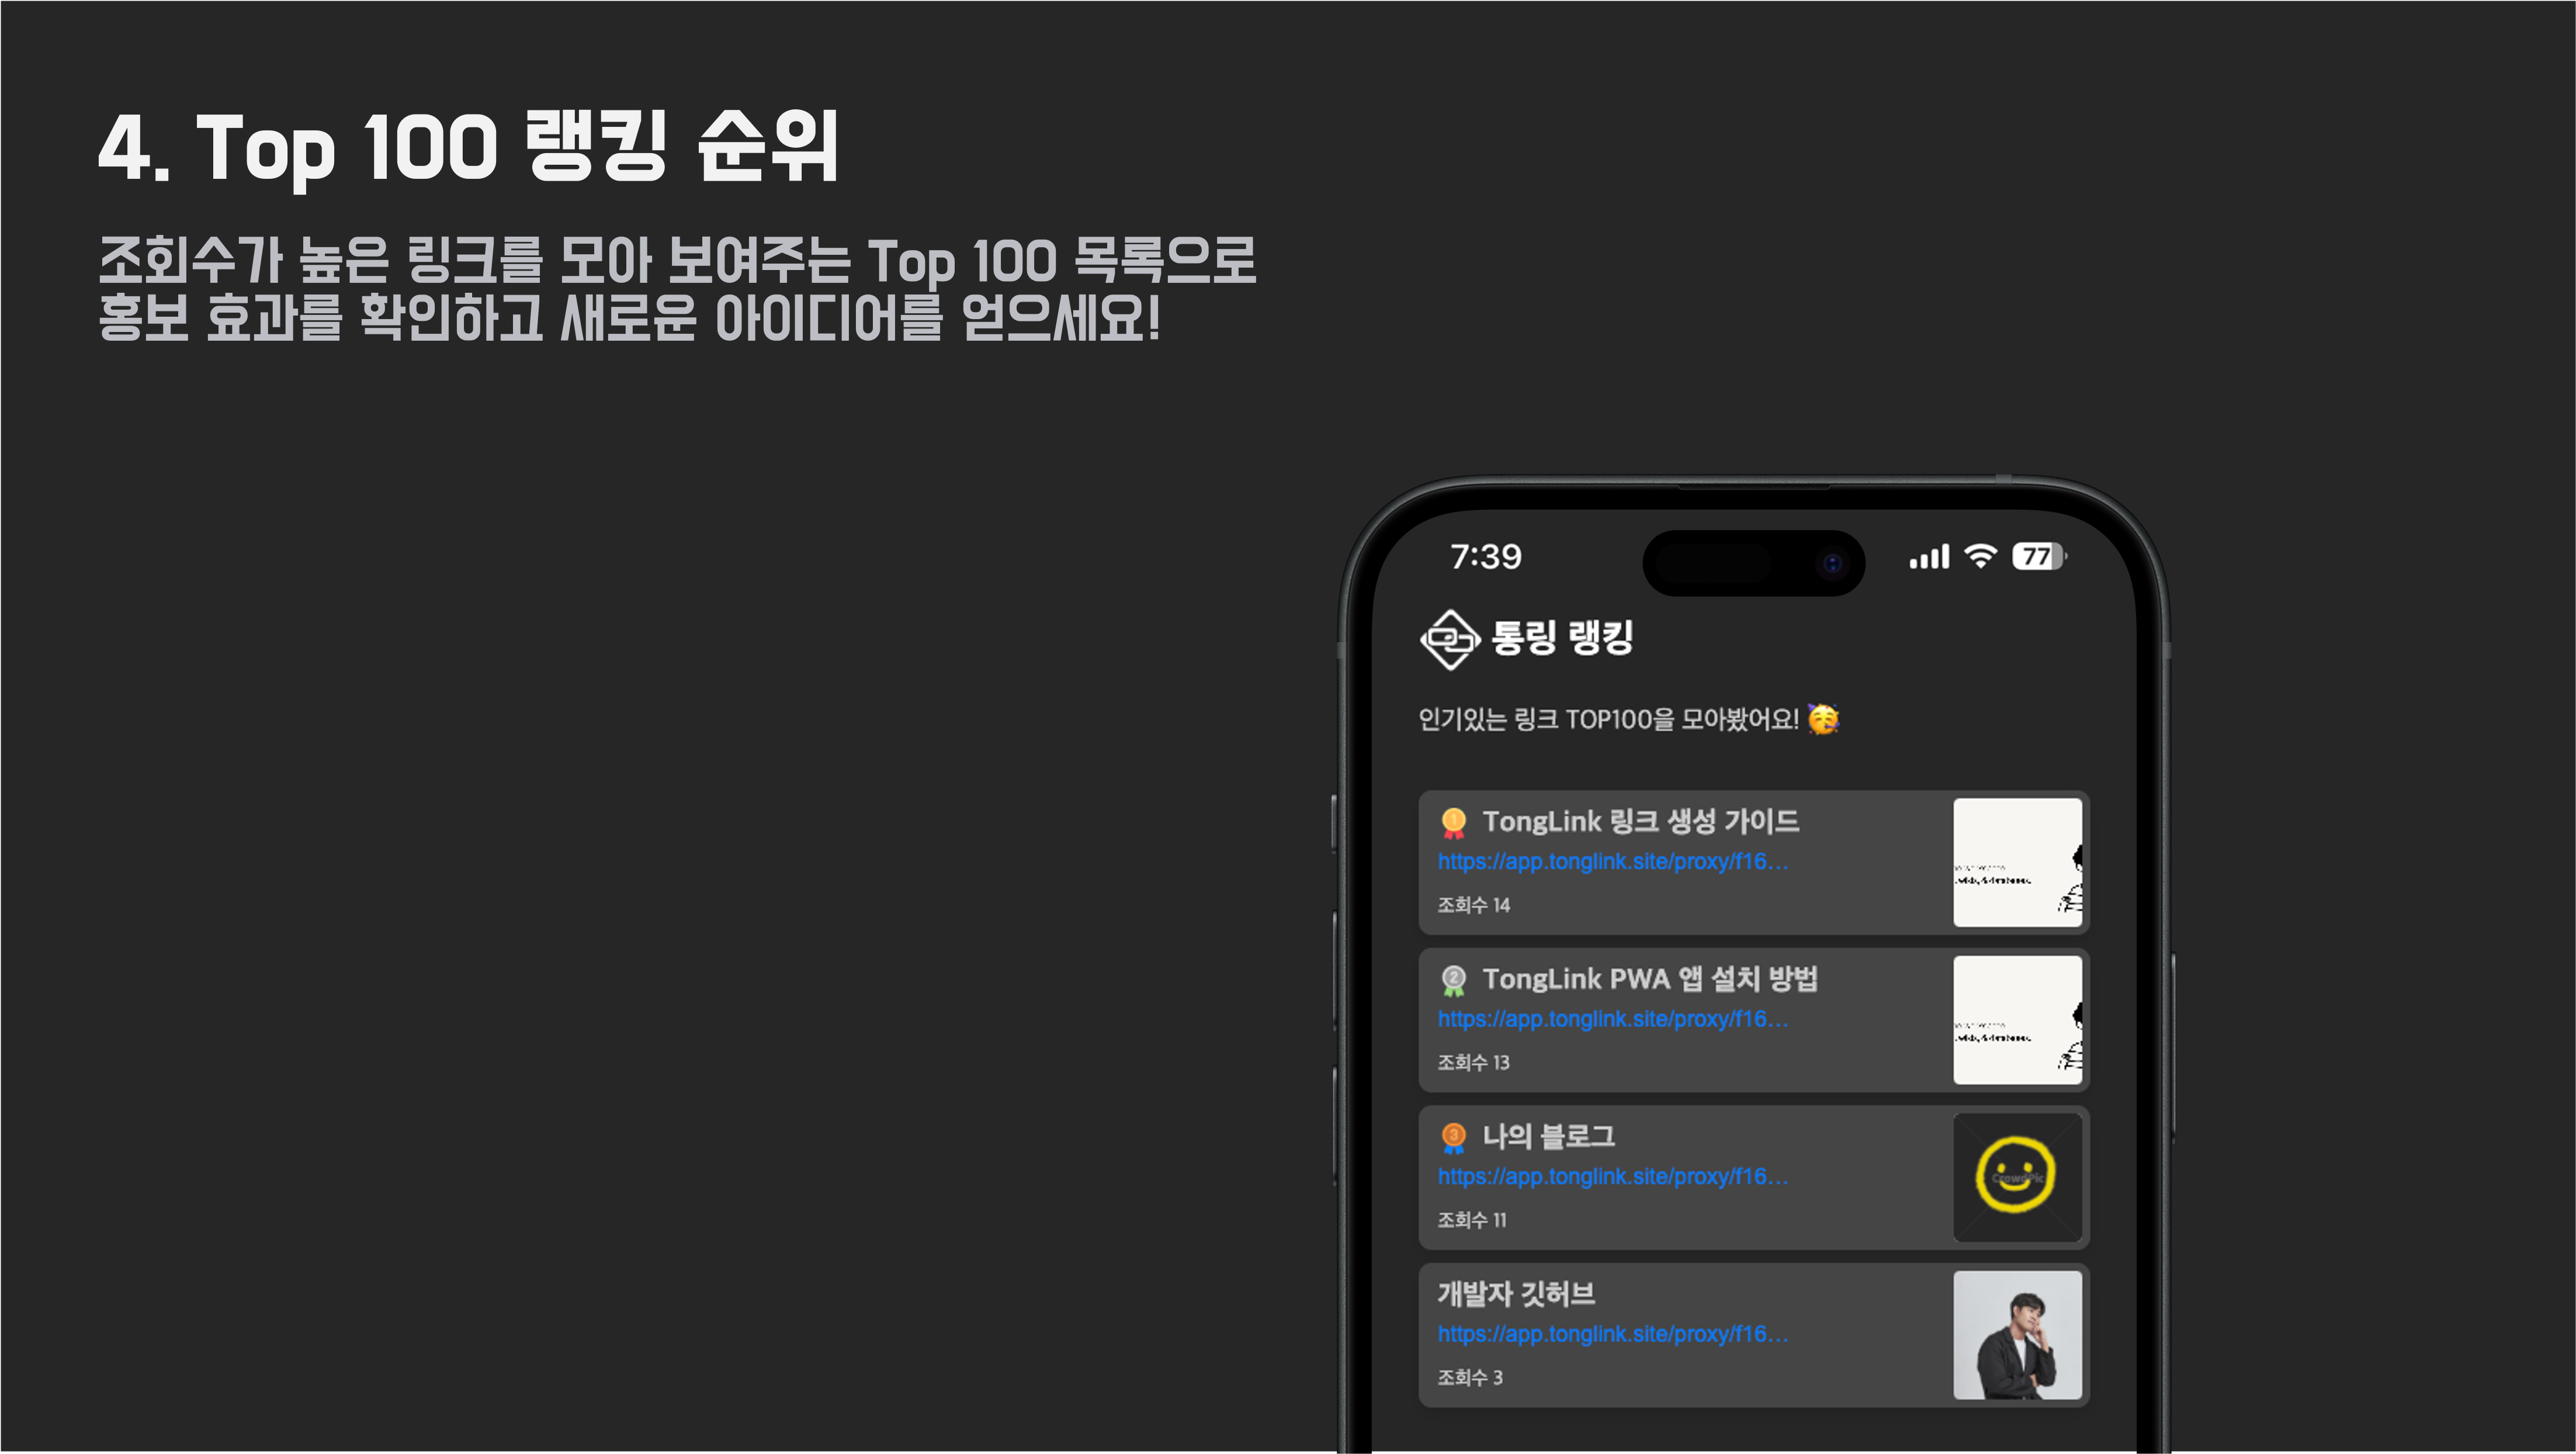 4. Top 100 랭킹 순위
조회수가 높은 링크를 모아 보여주는 Top 100 목록으로
홍보 효과를 확인하고 새로운 아이디어를 얻으세요!
7:39
77
통링 랭킹
인기있는 링크 TOP100을 모아봤어요!
1 TongLink 링크 생성 가이드
https://app.tonglink.site/proxy/f16...
조회수 14
2 TongLink PWA 앱 설치 방법
https://app.tonglink.site/proxy/f16...
조회수 13
3 나의 블로그
https://app.tonglink.site/proxy/f16...
조회수 11
CrowdPic
개발자 깃허브
https://app.tonglink.site/proxy/f16...
조회수 3